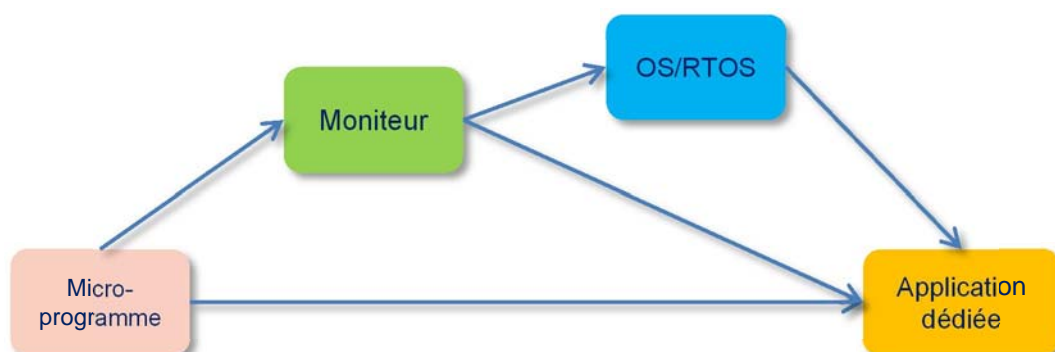 OS/RTOS
Moniteur
Micro-
programme
Application
dédiée